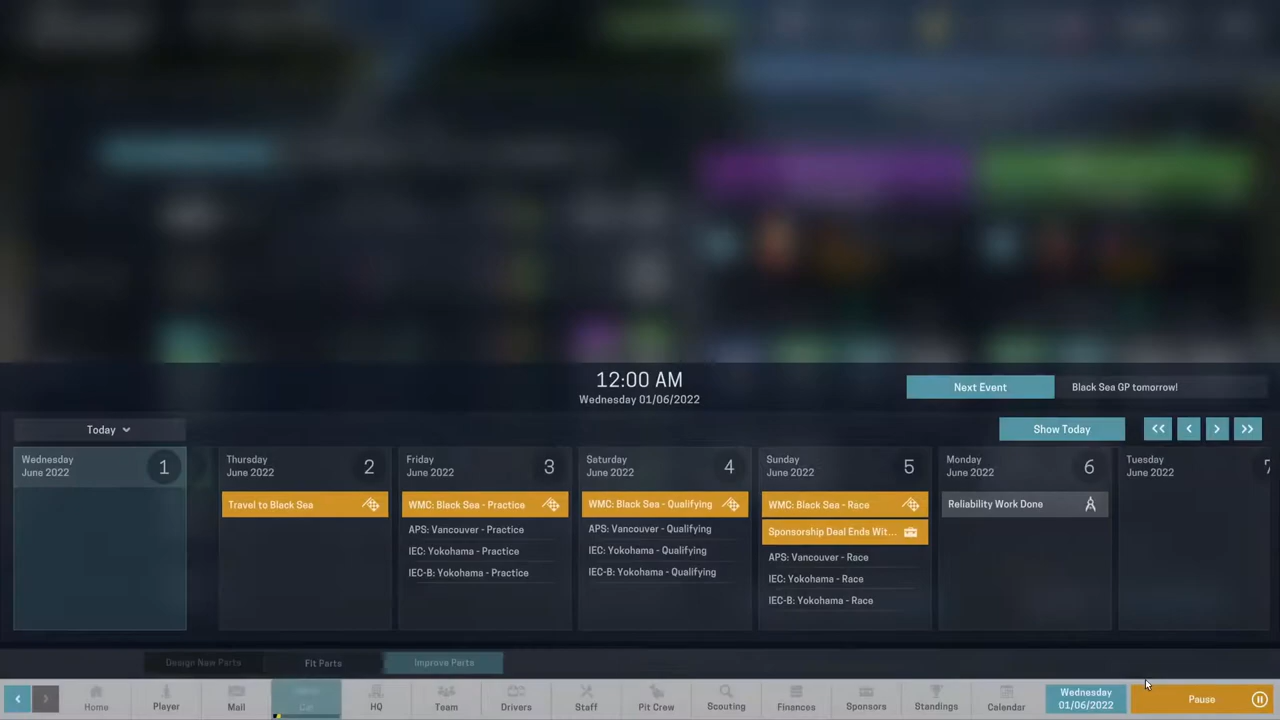 12:00 AM
Wednesday 01/06/2022
Next Event
Black Sea GP tomorrow!
Today
Show Today
<< < > >>
Wednesday
June 2022
1
Thursday
June 2022
2
Travel to Black Sea
Friday
June 2022
3
WMC: Black Sea - Practice
APS: Vancouver - Practice
IEC: Yokohama - Practice
IEC-B: Yokohama - Practice
Saturday
June 2022
4
WMC: Black Sea - Qualifying
APS: Vancouver - Qualifying
IEC: Yokohama - Qualifying
IEC-B: Yokohama - Qualifying
Sunday
June 2022
5
WMC: Black Sea - Race
Sponsorship Deal Ends Wit...
APS: Vancouver - Race
IEC: Yokohama - Race
IEC-B: Yokohama - Race
Monday
June 2022
6
Reliability Work Done
Tuesday
June 2022
7
Design New Parts
Fit Parts
Improve Parts
Home
Player
Mail
Car
HQ
Team
Drivers
Staff
Pit Crew
Scouting
Finances
Sponsors
Standings
Calendar
Wednesday
01/06/2022
Pause